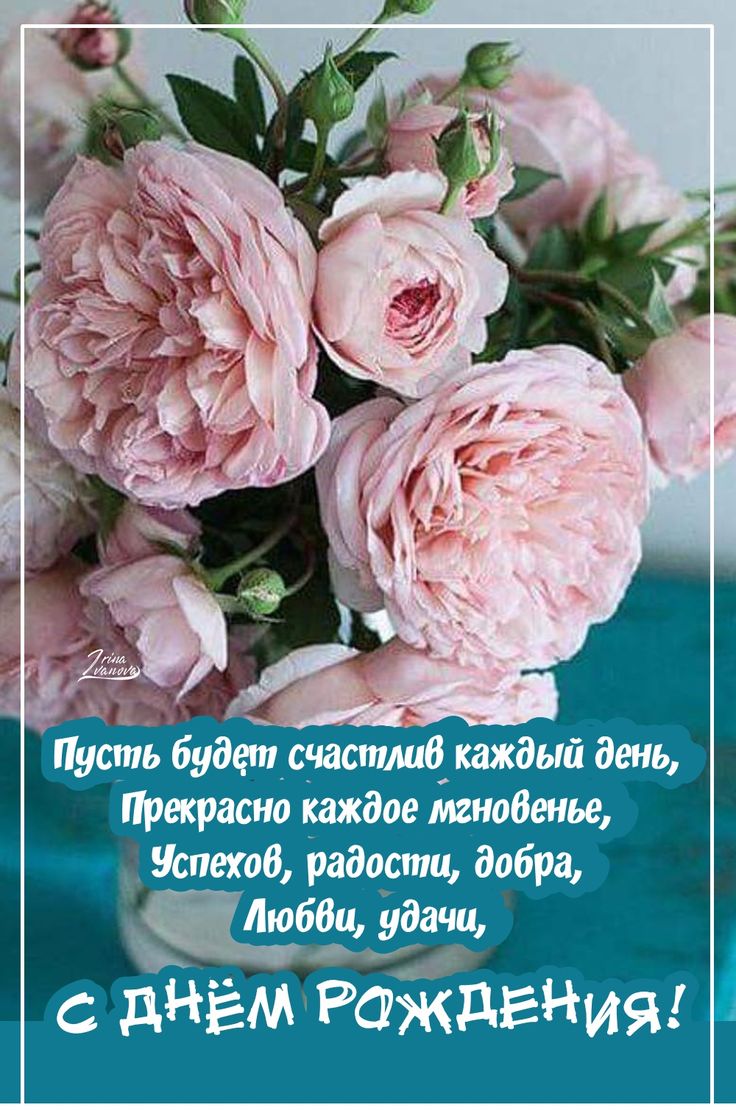 Irina
Ivanova
Пусть будет счастлив каждый день,
Прекрасно каждое мгновенье,
Успехов, радости, добра,
Любви, удачи,
С ДНЁМ РОЖДЕНИЯ!